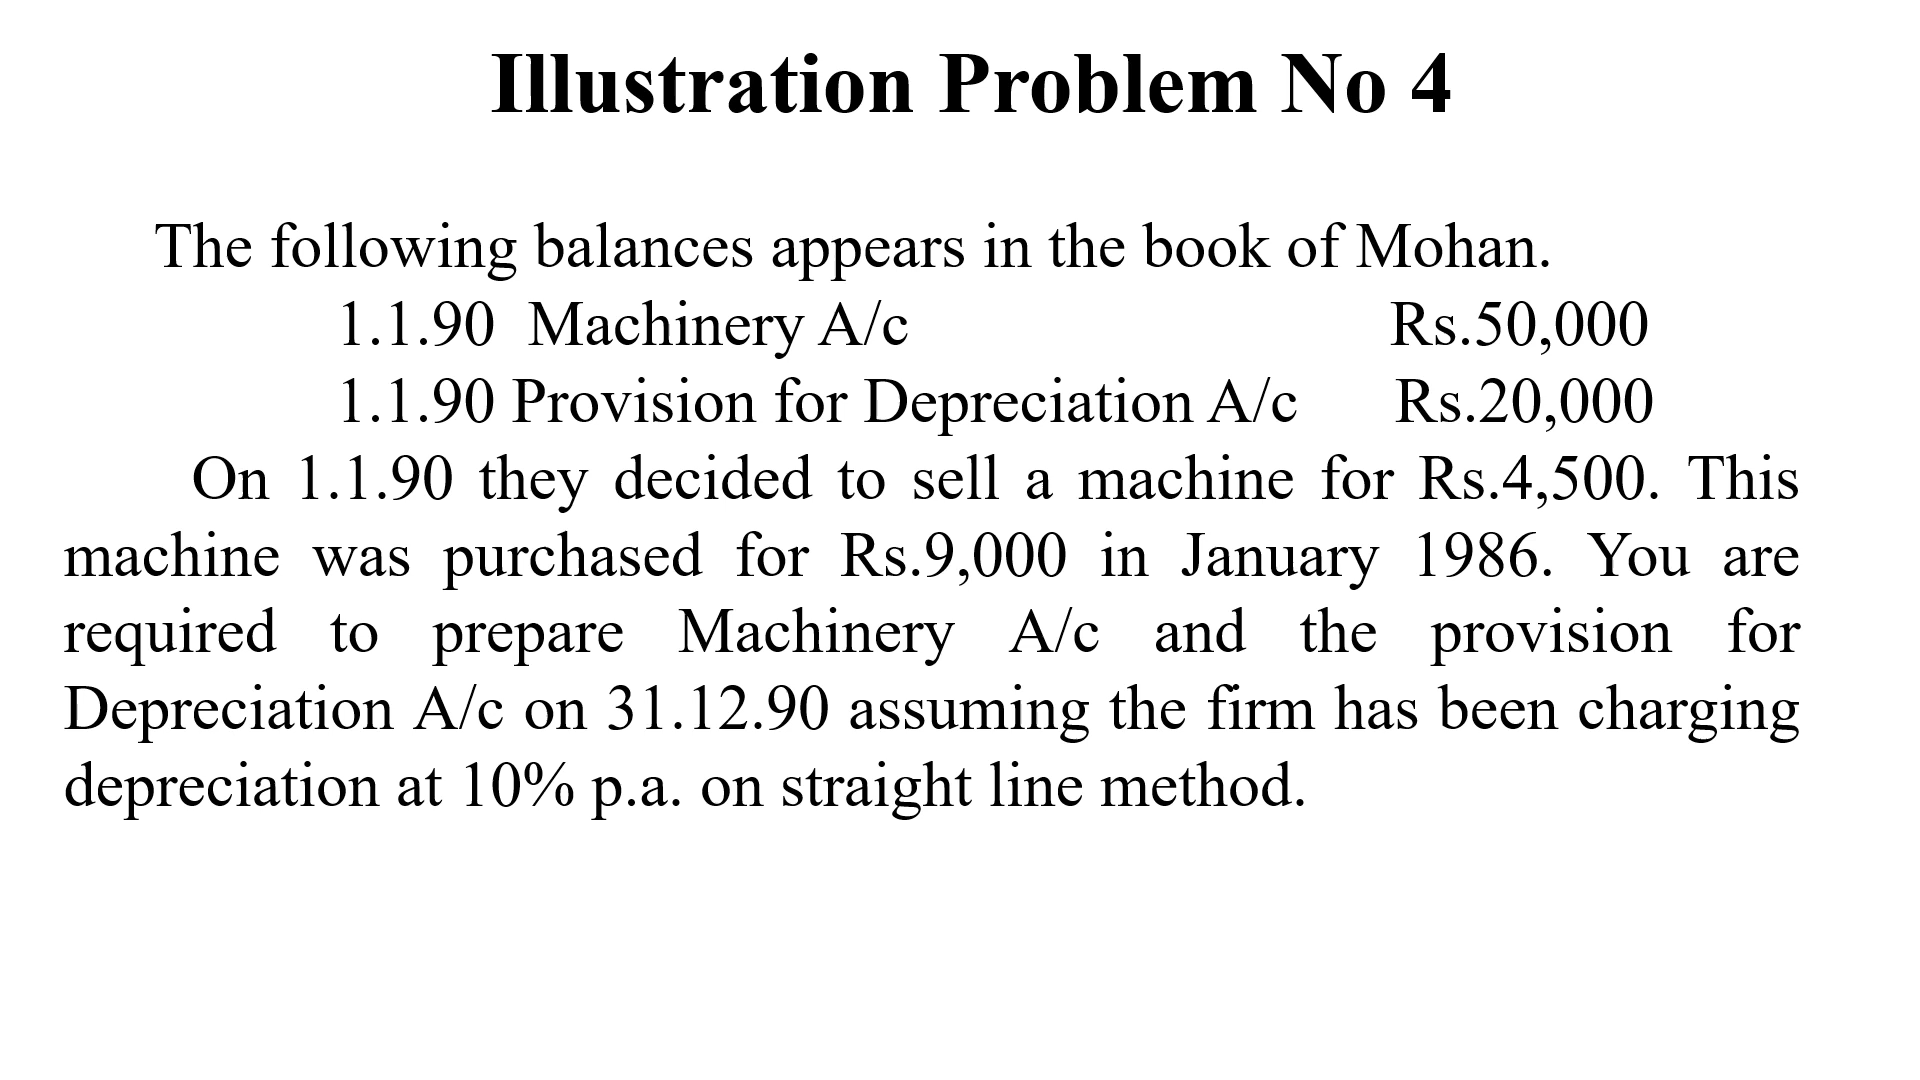 Illustration Problem No 4
The following balances appears in the book of Mohan.
1.1.90 Machinery A/c Rs.50,000
1.1.90 Provision for Depreciation A/c Rs.20,000
On 1.1.90 they decided to sell a machine for Rs.4,500. This
machine was purchased for Rs.9,000 in January 1986. You are
required to prepare Machinery A/c and the provision for
Depreciation A/c on 31.12.90 assuming the firm has been charging
depreciation at 10% p.a. on straight line method.